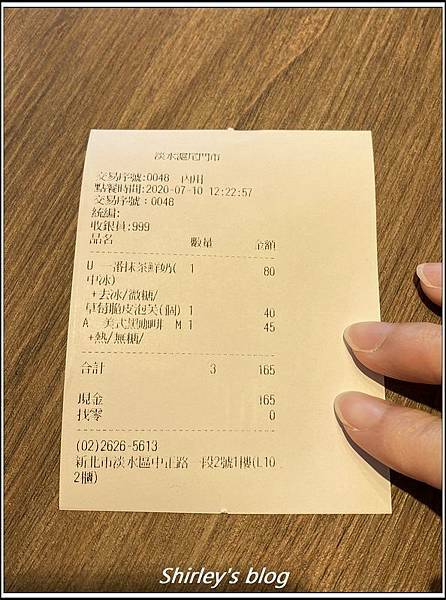 淡水滬尾門市
交易序號:0048 內用
點餐時間:2020-07-10 12:22:57
交易序號：0048
統編:
收銀員:999
品名 數量 金額
U 一番抹茶鮮奶( 1 80
中冰)
+去冰/微糖/
草莓脆皮泡芙(個) 1 40
A 美式黑咖啡 M 1 45
+熱/無糖/
合計 3 165
現金 165
找零 0
(02)2626-5613
新北市淡水區中正路一段2號1樓(L10
2櫃)
Shirley's blog